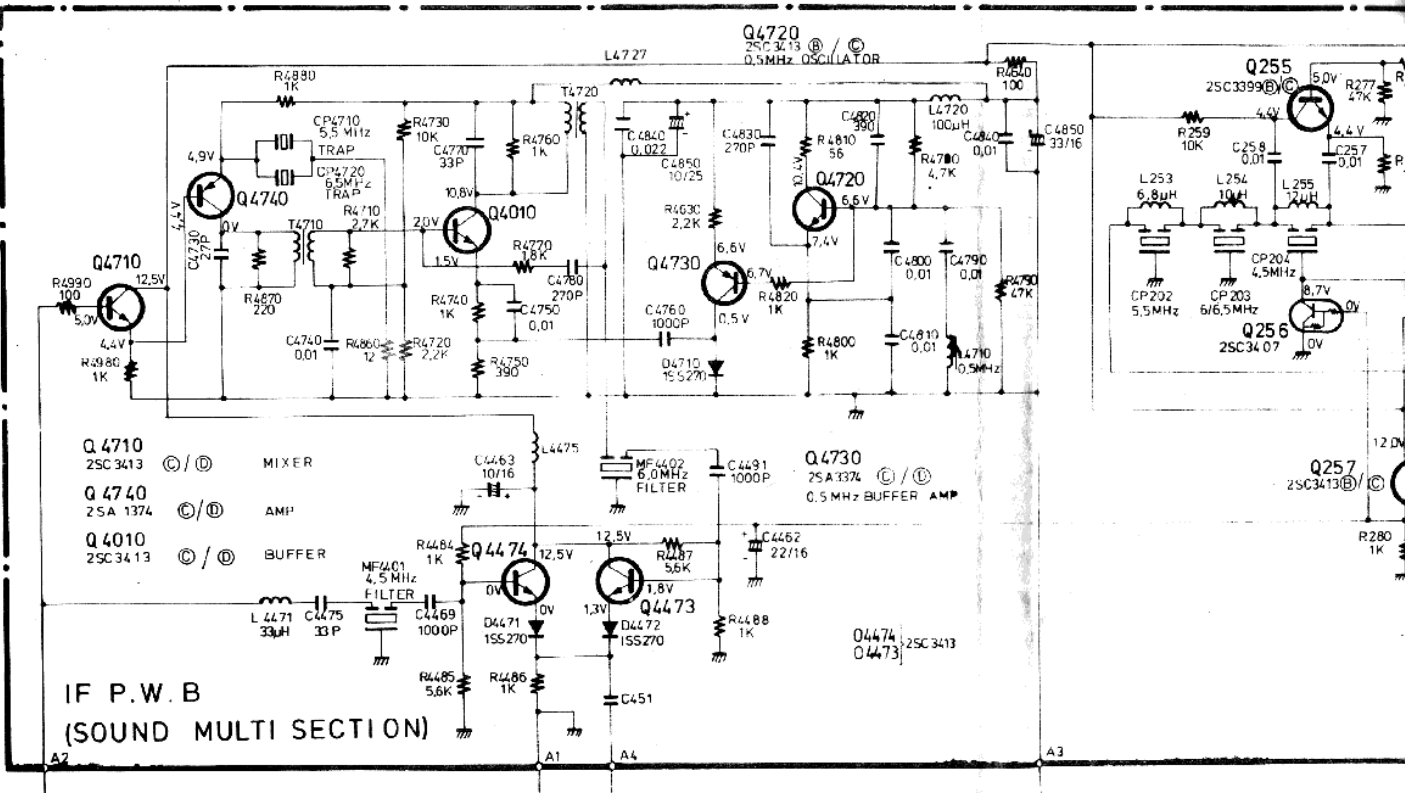 Q4720
2SC3413 Ⓑ / Ⓒ
0,5MHz OSCILLATOR
L4727
R4880
1K
T4720
R4640
100
Q255
2SC3399Ⓑ/Ⓒ
5,0V
R277
47K
CP4710
5,5 MHz
TRAP
R4730
10K
C4770
33P
R4760
1K
C4840
0,022
C4850
10/25
C4830
270P
R4810
56
C4820
390
L4720
100µH
C4840
0,01
C4850
33/16
4,4V
R259
10K
4,4V
4,9V
CP4720
6,5MHz
TRAP
10,8V
10,4V
Q4720
R4780
4,7K
C258
0,01
C257
0,01
Q4740
4,4V
0V
T4710
R4710
2,7K
2,0V
Q4010
R4630
2,2K
6,5V
7,4V
L253
6,8µH
L254
10µH
L255
12µH
C4730
27P
1,5V
R4770
1,8K
6,6V
Q4710
12,5V
R4990
100
5,0V
R4870
220
C4780
270P
Q4730
6,7V
R4820
1K
C4800
0,01
C4790
0,01
R4790
47K
CP204
4,5MHz
CP202
5,5MHz
CP203
6/6,5MHz
8,7V
0V
R4740
1K
C4750
0,01
C4760
1000P
0,5V
4,4V
R4980
1K
C4740
0,01
R4860
12
R4720
2,2K
R4750
390
D4710
1SS270
R4800
1K
C4810
0,01
L4710
0,5MHz
Q256
2SC3407
0V
Q 4710
2SC3413 Ⓒ/Ⓓ MIXER
Q 4740
2SA 1374 Ⓒ/Ⓓ AMP
Q 4010
2SC3413 Ⓒ / Ⓓ BUFFER
C4463
10/16
L4475
MF4402
6,0MHz
FILTER
C4491
1000P
Q4730
2SA3374 Ⓒ / Ⓓ
0.5 MHz BUFFER AMP
12,0V
Q257
2SC3413Ⓑ/Ⓒ
R4484
1K
Q4474
12,5V
12,5V
R4487
5,6K
C4462
22/16
R280
1K
MF4401
4,5MHz
FILTER
0V
1,8V
L 4471
33µH
C4475
33P
C4469
1000P
0V
1,3V
Q4473
D4471
1SS270
D4472
1SS270
R4488
1K
Q4474
Q4473
2SC3413
R4485
5,6K
R4486
1K
C451
IF P.W.B
(SOUND MULTI SECTION)
A2
A1
A4
A3